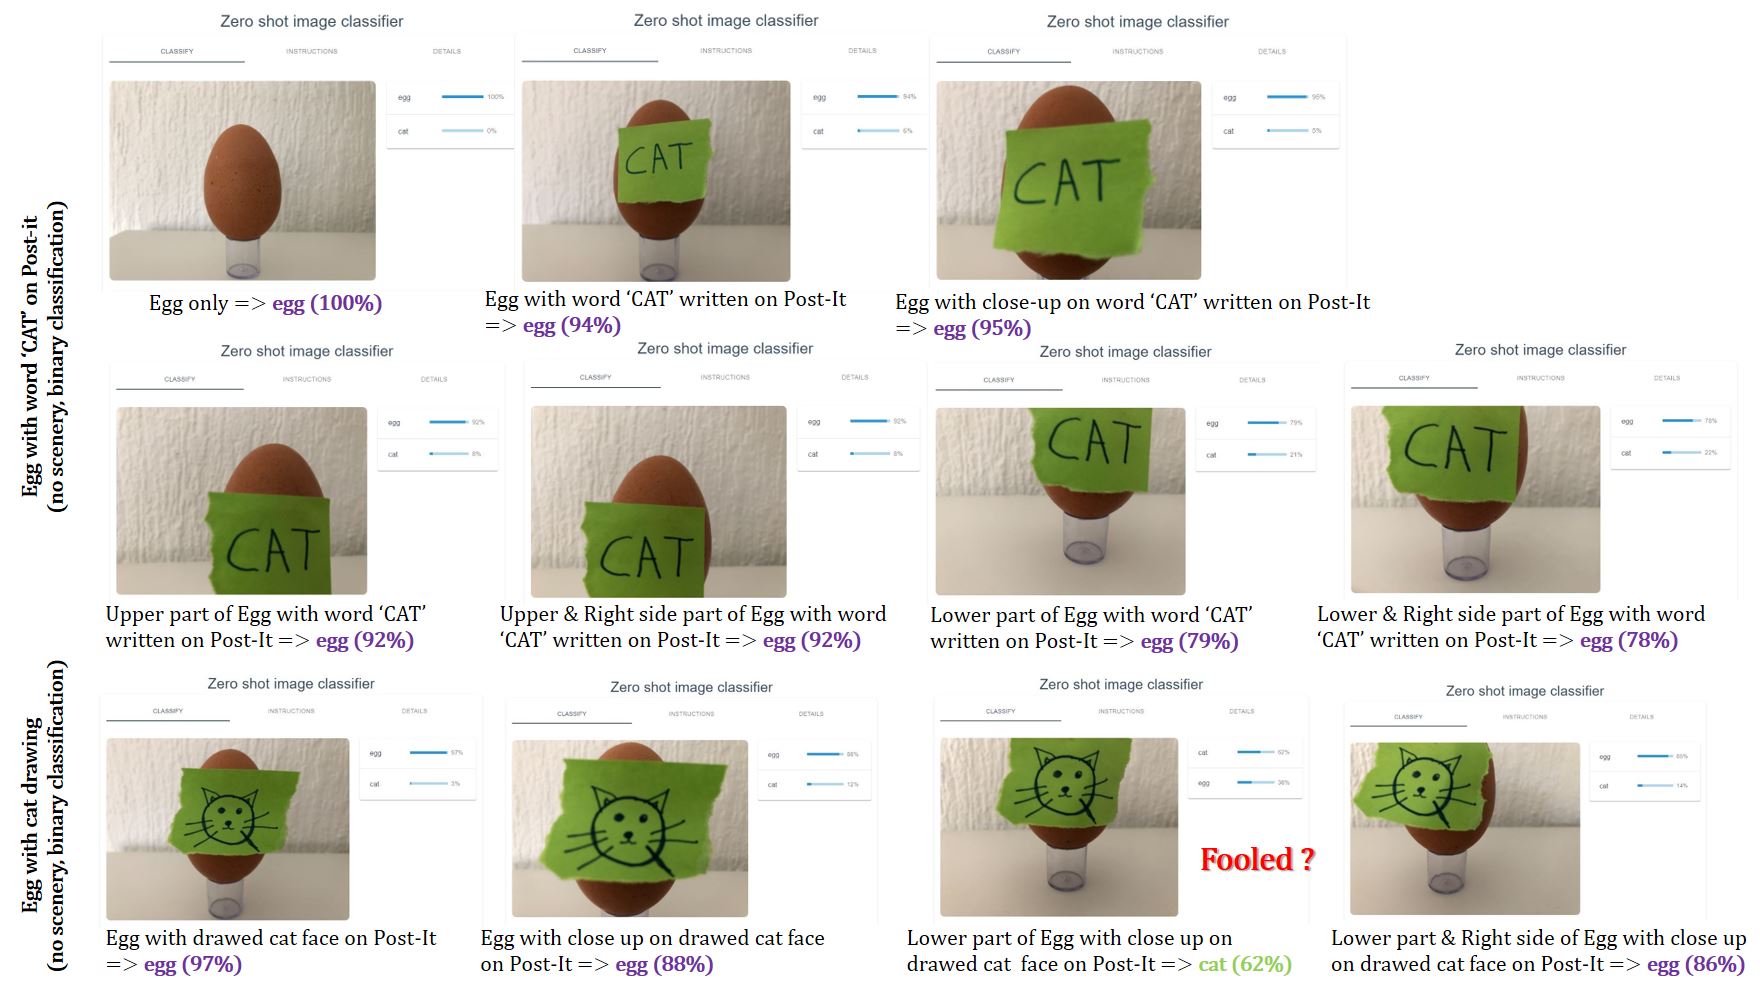 Egg with word ‘CAT’ on Post-it
(no scenery, binary classification)
Zero shot image classifier
CLASSIFY INSTRUCTIONS DETAILS
egg 100%
cat 0%
Egg only => egg (100%)
Zero shot image classifier
CLASSIFY INSTRUCTIONS DETAILS
CAT
egg 94%
cat 6%
Egg with word ‘CAT’ written on Post-It
=> egg (94%)
Zero shot image classifier
CLASSIFY INSTRUCTIONS DETAILS
CAT
egg 95%
cat 5%
Egg with close-up on word ‘CAT’ written on Post-It
=> egg (95%)
Zero shot image classifier
CLASSIFY INSTRUCTIONS DETAILS
CAT
egg 92%
cat 8%
Upper part of Egg with word ‘CAT’
written on Post-It => egg (92%)
Zero shot image classifier
CLASSIFY INSTRUCTIONS DETAILS
CAT
egg 92%
cat 8%
Upper & Right side part of Egg with word
‘CAT’ written on Post-It => egg (92%)
Zero shot image classifier
CLASSIFY INSTRUCTIONS DETAILS
CAT
egg 79%
cat 21%
Lower part of Egg with word ‘CAT’
written on Post-It => egg (79%)
Zero shot image classifier
CLASSIFY INSTRUCTIONS DETAILS
CAT
egg 78%
cat 22%
Lower & Right side part of Egg with word
‘CAT’ written on Post-It => egg (78%)
Egg with cat drawing
(no scenery, binary classification)
Zero shot image classifier
CLASSIFY INSTRUCTIONS DETAILS
egg 97%
cat 3%
Egg with drawed cat face on Post-It
=> egg (97%)
Zero shot image classifier
CLASSIFY INSTRUCTIONS DETAILS
egg 88%
cat 12%
Egg with close up on drawed cat face
on Post-It => egg (88%)
Zero shot image classifier
CLASSIFY INSTRUCTIONS DETAILS
cat 62%
egg 38%
Fooled ?
Lower part of Egg with close up on
drawed cat face on Post-It => cat (62%)
Zero shot image classifier
CLASSIFY INSTRUCTIONS DETAILS
egg 86%
cat 14%
Lower part & Right side of Egg with close up
on drawed cat face on Post-It => egg (86%)